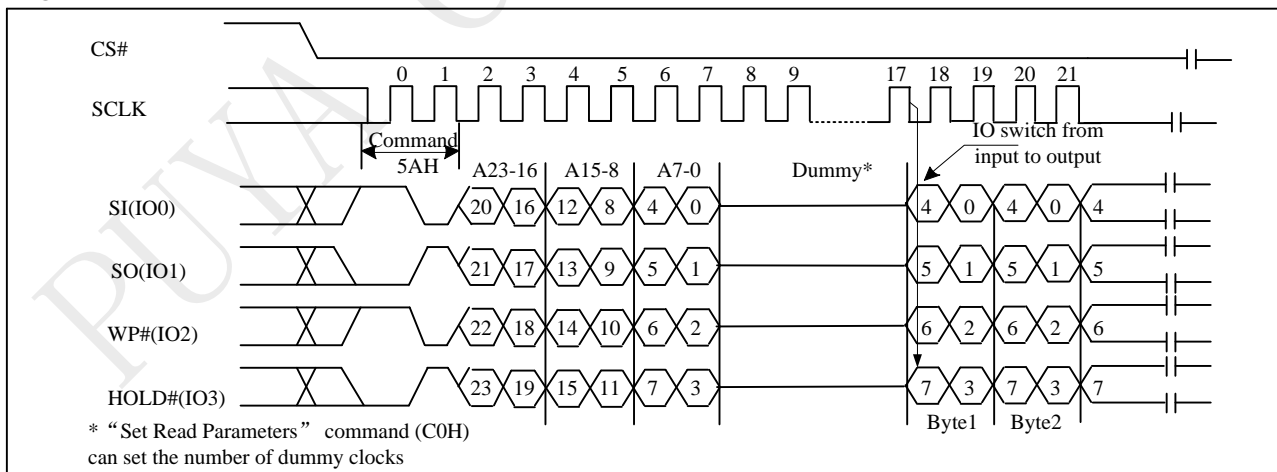 PUYA
CS#
0 1 2 3 4 5 6 7 8 9 17 18 19 20 21
SCLK
IO switch from
input to output
Command
5AH
A23-16 A15-8 A7-0 Dummy*
SI(IO0) 20 16 12 8 4 0 4 0 4 0 4
SO(IO1) 21 17 13 9 5 1 5 1 5 1 5
WP#(IO2) 22 18 14 10 6 2 6 2 6 2 6
HOLD#(IO3) 23 19 15 11 7 3 7 3 7 3 7
Byte1 Byte2
* “Set Read Parameters” command (C0H)
can set the number of dummy clocks